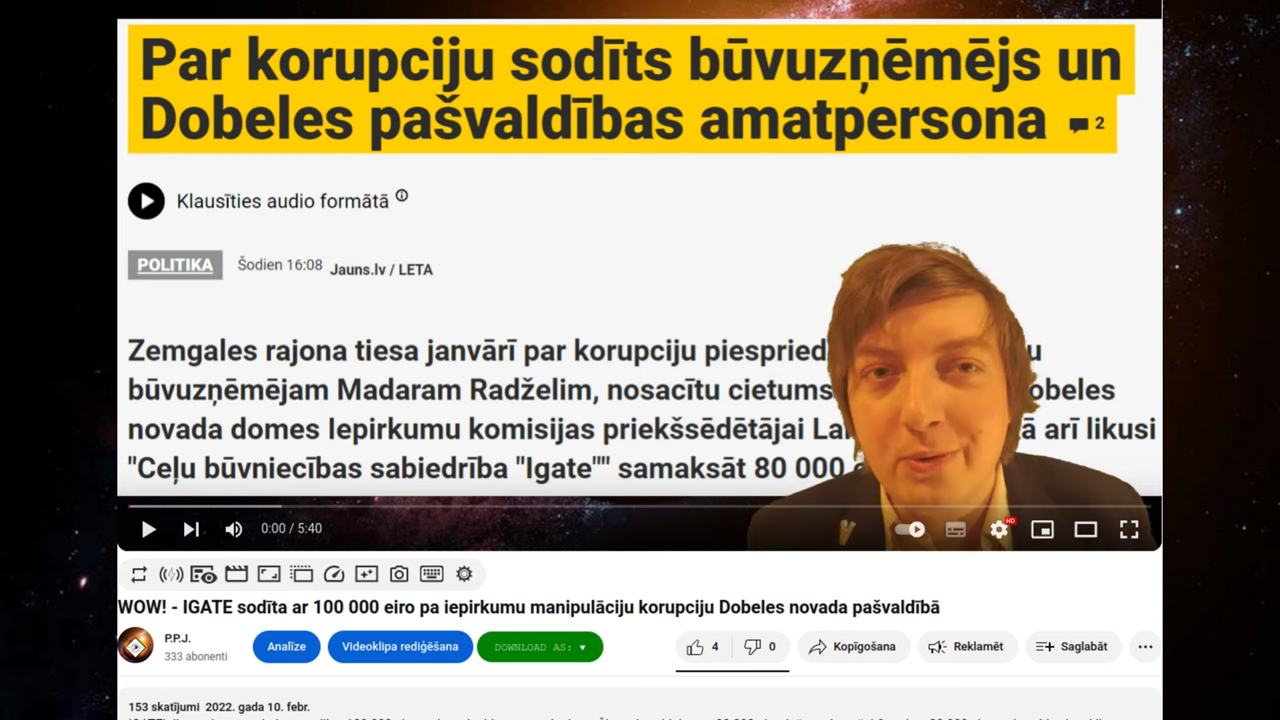 Par korupciju sodīts būvuzņēmējs un
Dobeles pašvaldības amatpersona 2
Klausīties audio formātā
POLITIKA Šodien 16:08 Jauns.lv / LETA
Zemgales rajona tiesa janvārī par korupciju
būvuzņēmējam Madaram Radželim, nosacītu
novada domes Iepirkumu komisijas priekšsēdētājai arī likusi
"Ceļu būvniecības sabiedrība "Igate"" samaksāt 80 000
0:00 / 5:40 HD
WOW! - IGATE sodīta ar 100 000 eiro pa iepirkumu manipulāciju korupciju Dobeles novada pašvaldībā
P.P.J.
333 abonenti
Analīze Videoklipa rediģēšana DOWNLOAD AS: ▼ 4 0 Kopīgošana Reklamēt Saglabāt
153 skatījumi 2022. gada 10. febr.